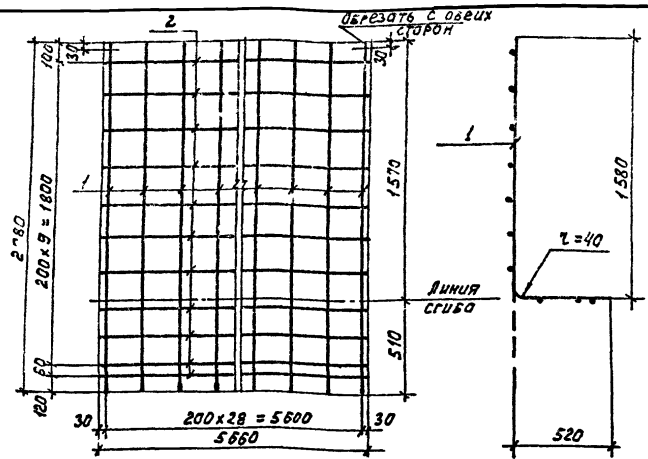 2
Обрезать с обеих
сторон
100
30
30
1
1
1570
1580
2080
200х9 = 1800
r=40
Линия
сгиба
510
60
120
30
200х28 = 5600
30
5660
520